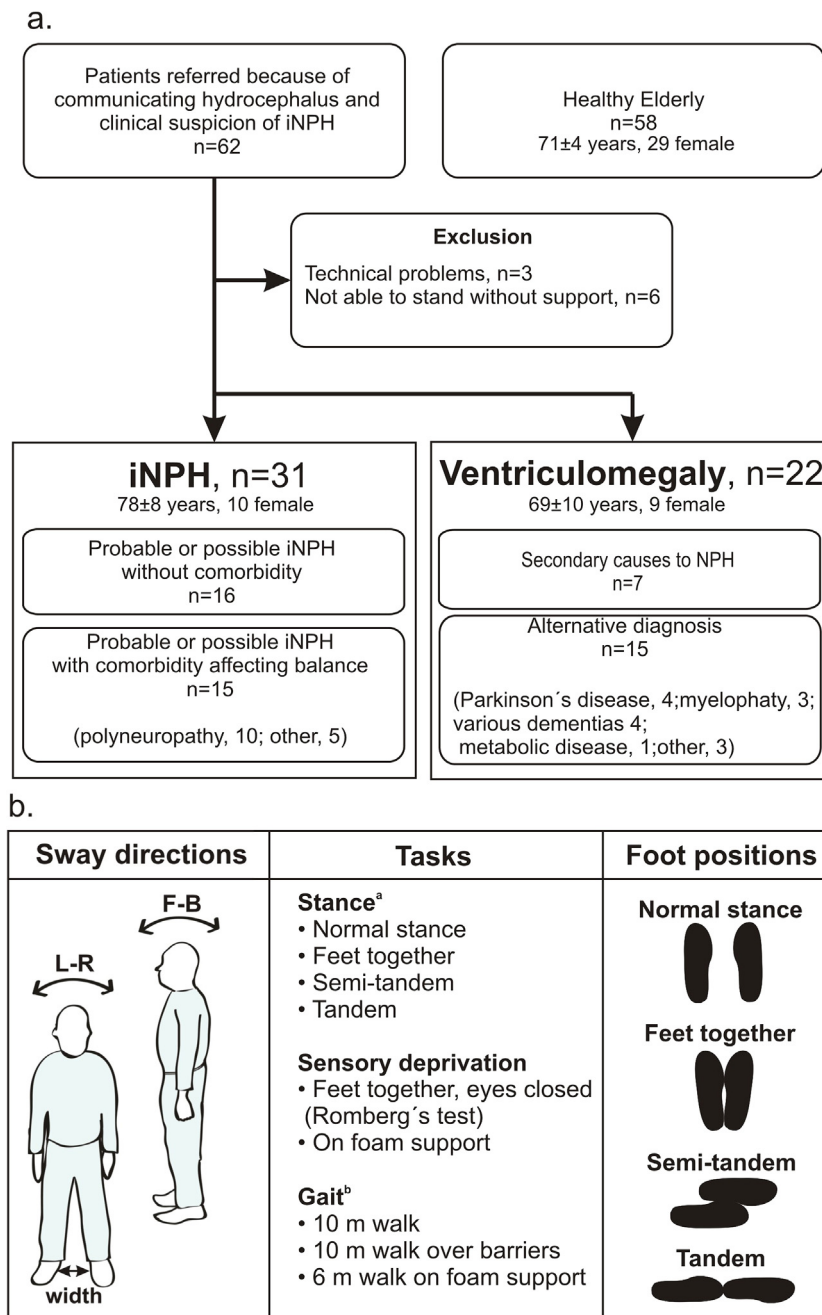 a.
Patients referred because of
communicating hydrocephalus and
clinical suspicion of iNPH
n=62
Healthy Elderly
n=58
71±4 years, 29 female
Exclusion
Technical problems, n=3
Not able to stand without support, n=6
iNPH, n=31
78±8 years, 10 female
Probable or possible iNPH
without comorbidity
n=16
Probable or possible iNPH
with comorbidity affecting balance
n=15
(polyneuropathy, 10; other, 5)
Ventriculomegaly, n=22
69±10 years, 9 female
Secondary causes to NPH
n=7
Alternative diagnosis
n=15
(Parkinson´s disease, 4;myelophaty, 3;
various dementias 4;
metabolic disease, 1;other, 3)
b.
Sway directions
F-B
L-R
width
Tasks
Stanceᵃ
• Normal stance
• Feet together
• Semi-tandem
• Tandem
Sensory deprivation
• Feet together, eyes closed
(Romberg´s test)
• On foam support
Gaitᵇ
• 10 m walk
• 10 m walk over barriers
• 6 m walk on foam support
Foot positions
Normal stance
Feet together
Semi-tandem
Tandem